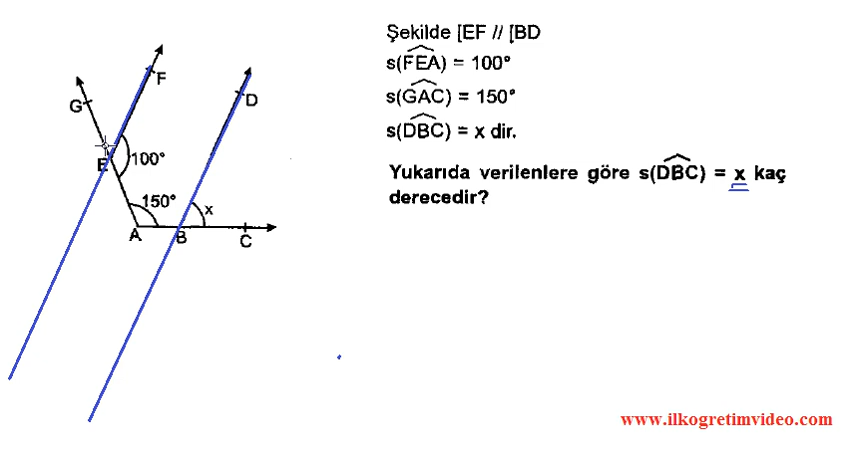 Şekilde [EF // [BD
s(FEA) = 100°
s(GAC) = 150°
s(DBC) = x dir.
Yukarıda verilenlere göre s(DBC) = x kaç
derecedir?
F
G
D
E
100°
150°
x
A
B
C
www.ilkogretimvideo.com